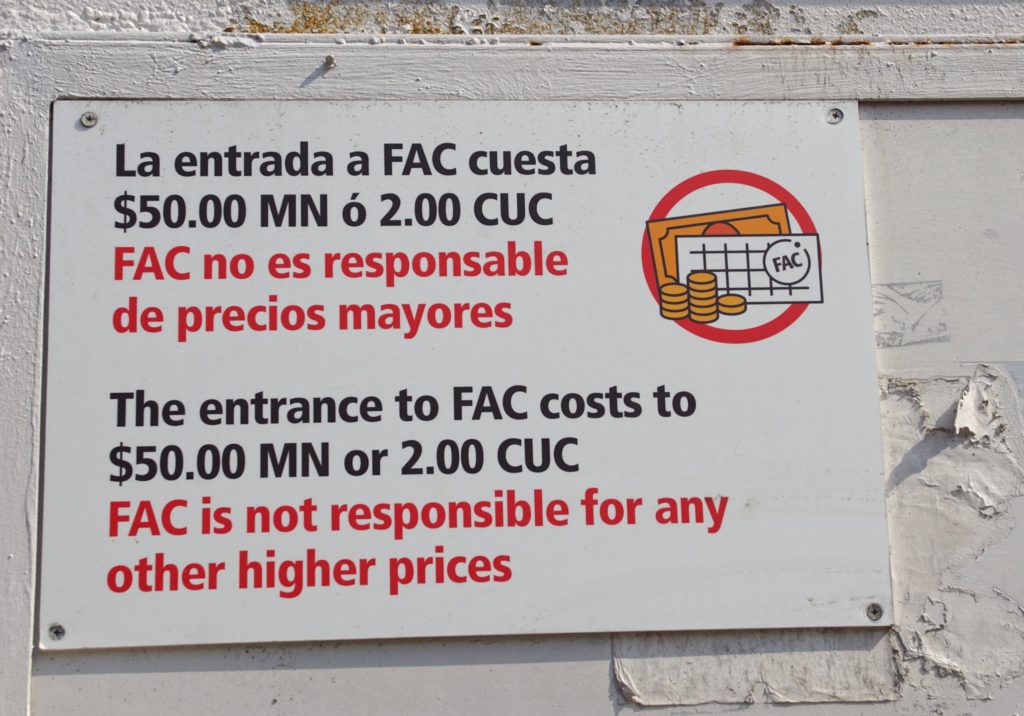 La entrada a FAC cuesta
$50.00 MN ó 2.00 CUC
FAC no es responsable
de precios mayores
FAC
The entrance to FAC costs to
$50.00 MN or 2.00 CUC
FAC is not responsible for any
other higher prices